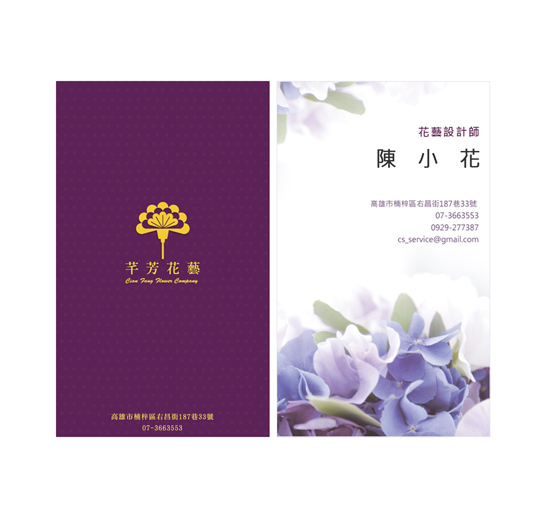 芊芳花藝
Cian Fang Flower Company
高雄市楠梓區右昌街187巷33號
07-3663553
花藝設計師
陳小花
高雄市楠梓區右昌街187巷33號
07-3663553
0929-277387
cs_service@gmail.com